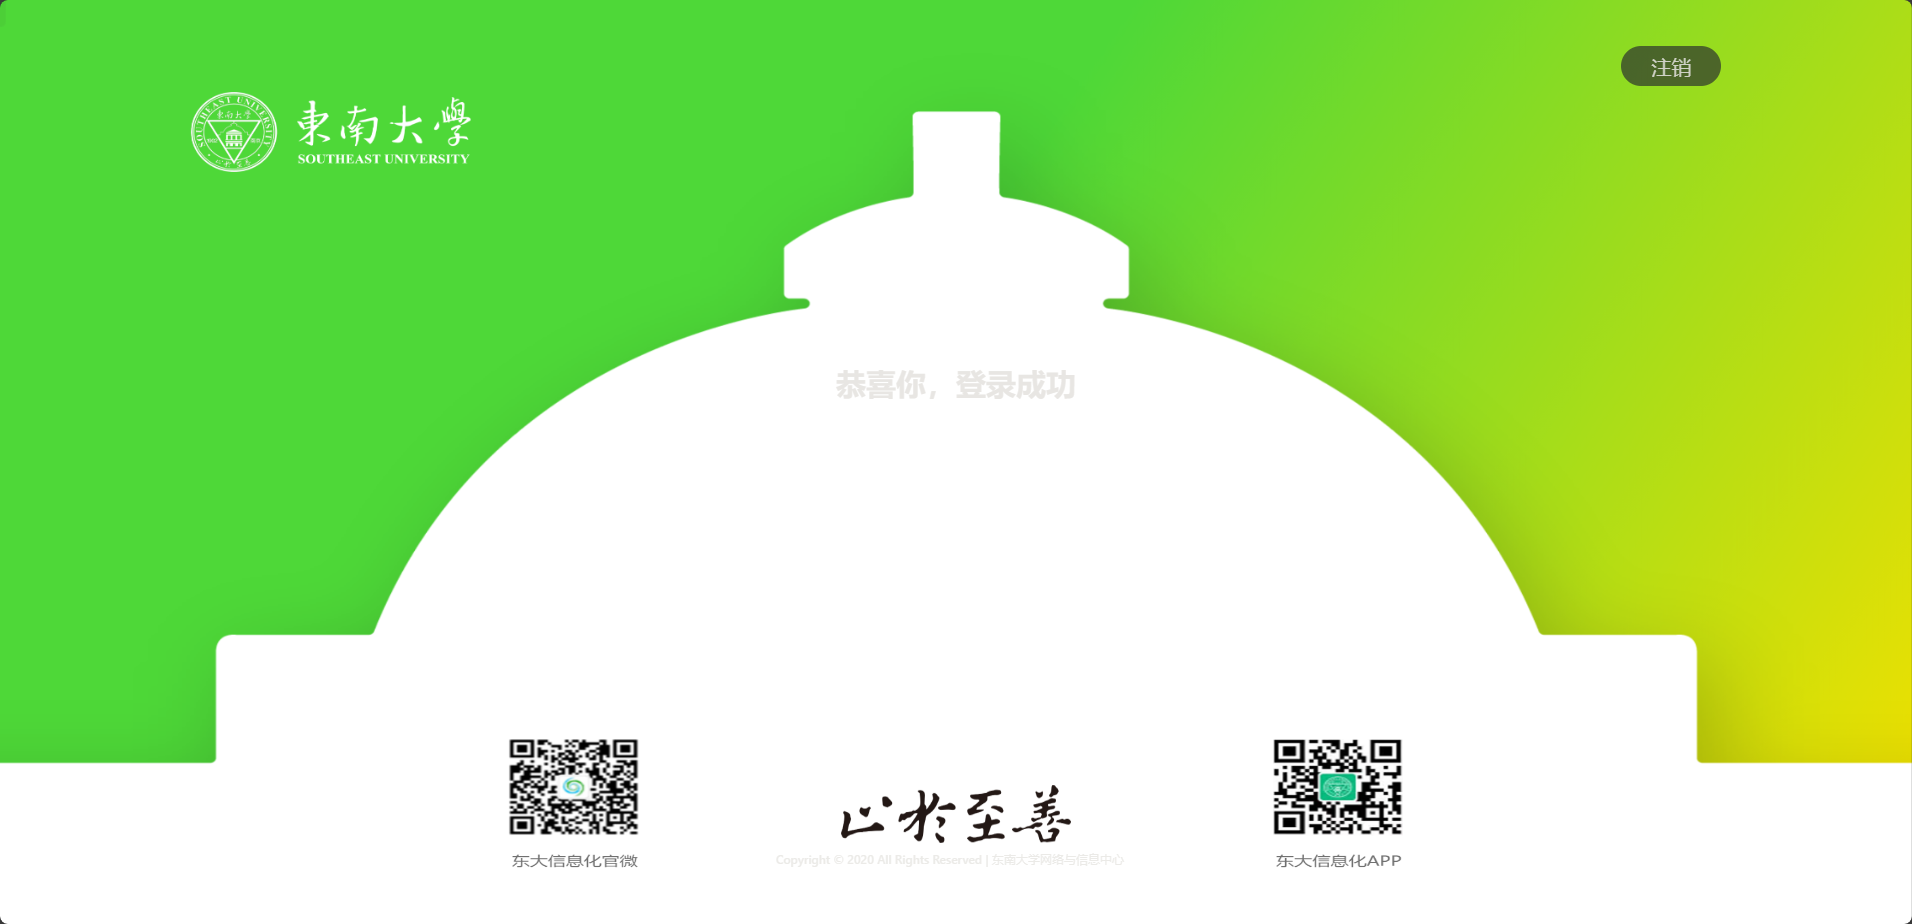 注销
東南大學
SOUTHEAST UNIVERSITY
恭喜你，登录成功
止於至善
东大信息化官微
Copyright © 2020 All Rights Reserved | 东南大学网络与信息中心
东大信息化APP